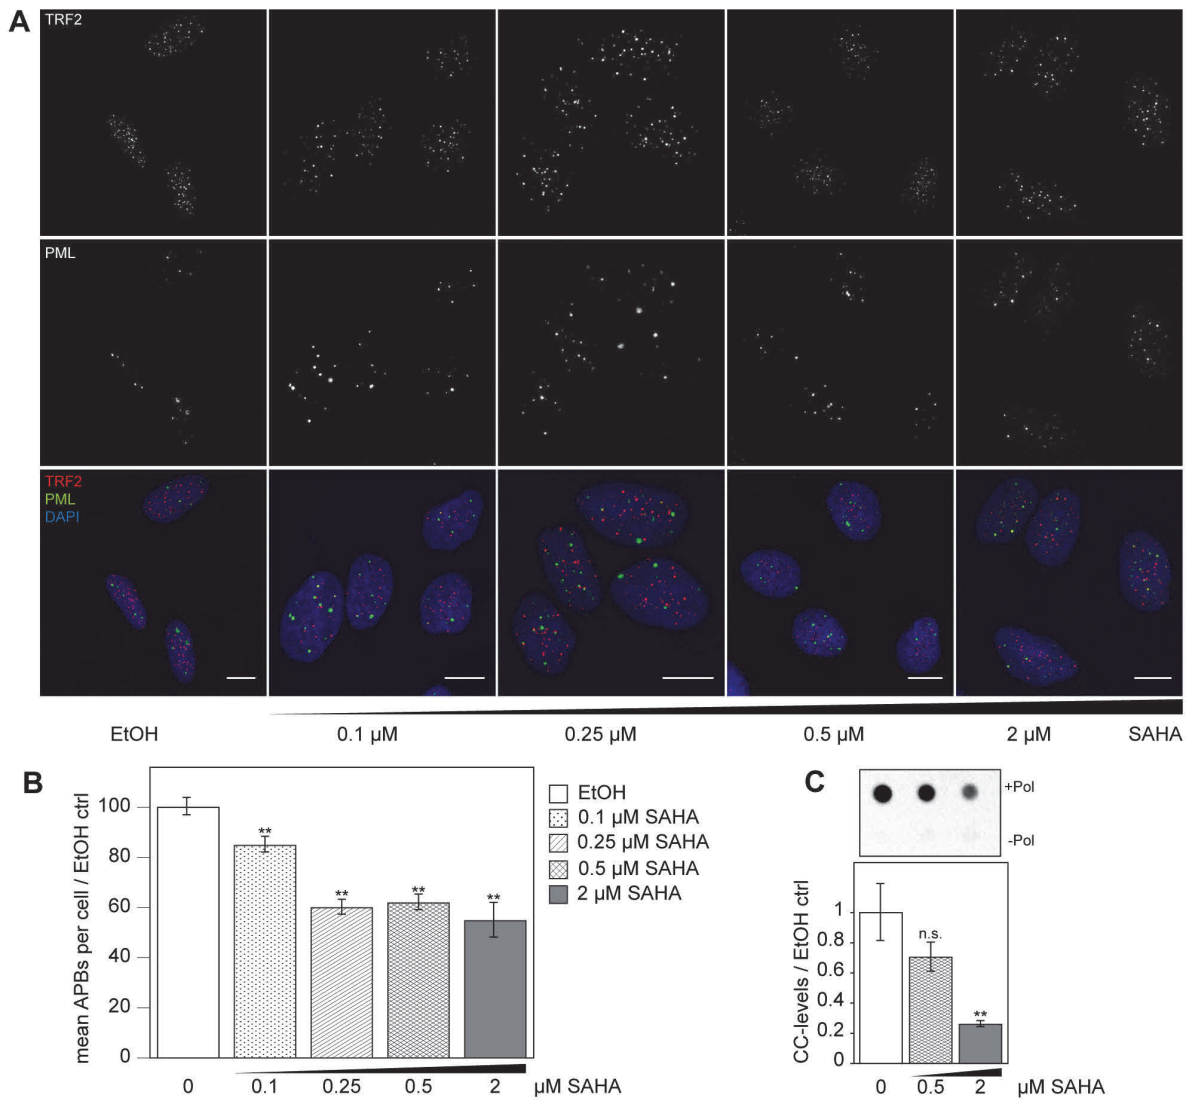 A
TRF2
PML
TRF2
PML
DAPI
EtOH 0.1 µM 0.25 µM 0.5 µM 2 µM SAHA
B
mean APBs per cell / EtOH ctrl
100
80
60
40
20
0
** ** ** **
0 0.1 0.25 0.5 2 µM SAHA
EtOH
0.1 µM SAHA
0.25 µM SAHA
0.5 µM SAHA
2 µM SAHA
C
+Pol
-Pol
CC-levels / EtOH ctrl
1
0.8
0.6
0.4
0.2
0
n.s.
**
0 0.5 2 µM SAHA